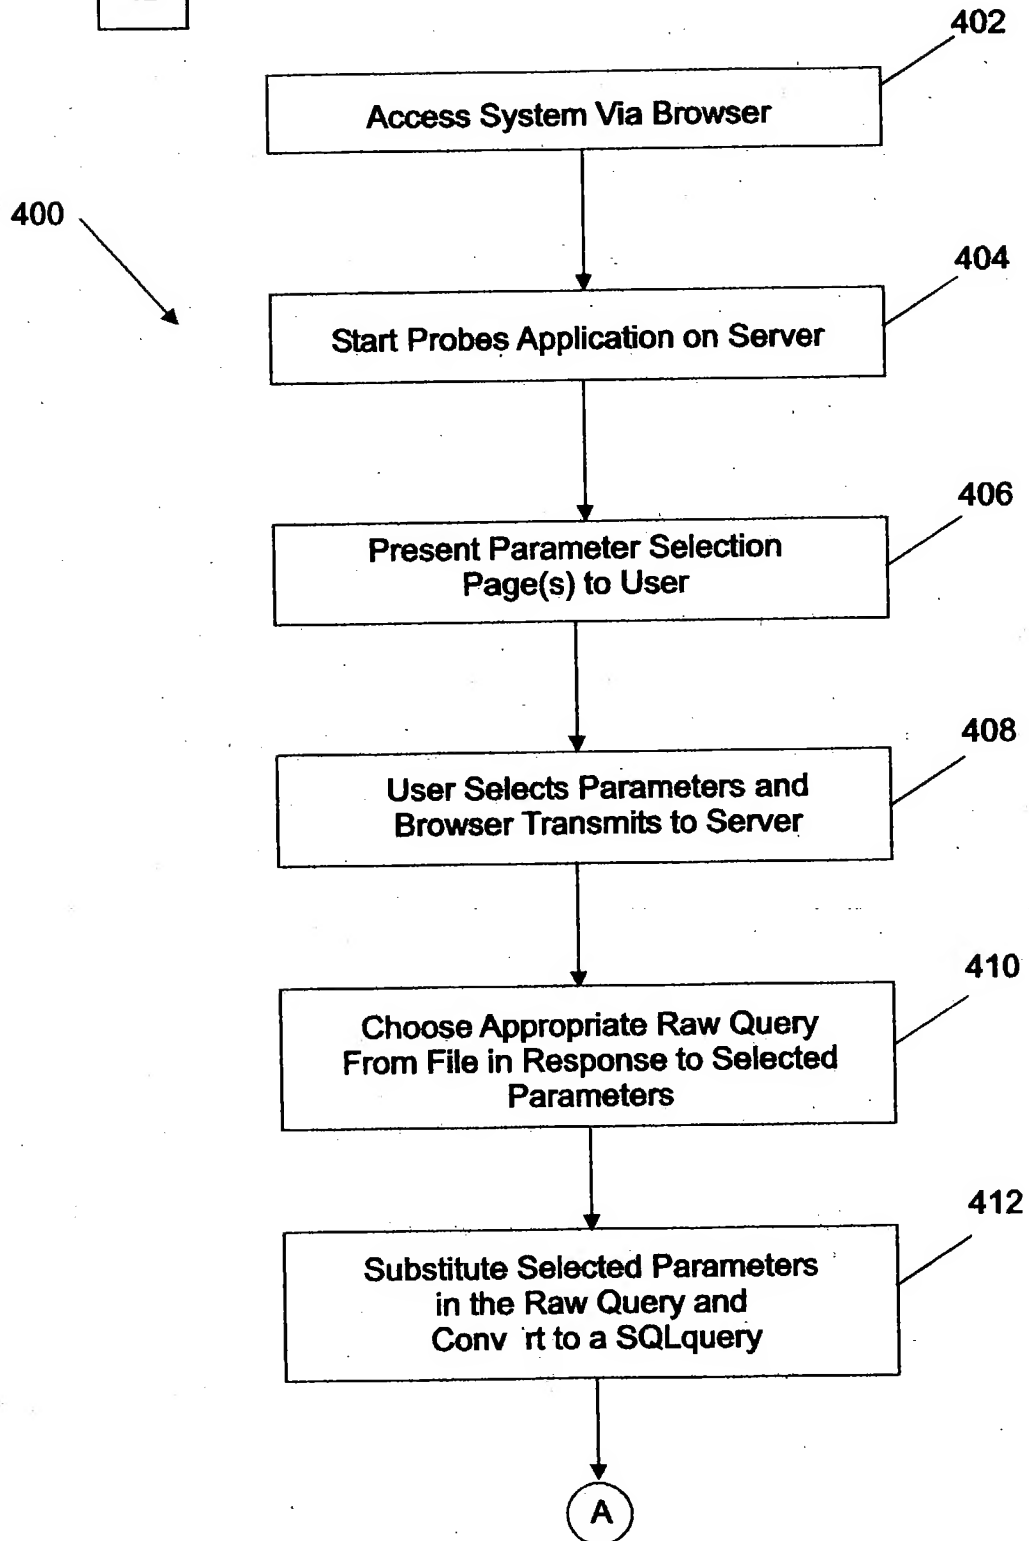 402
Access System Via Browser
400
404
Start Probes Application on Server
406
Present Parameter Selection
Page(s) to User
408
User Selects Parameters and
Browser Transmits to Server
410
Choose Appropriate Raw Query
From File in Response to Selected
Parameters
412
Substitute Selected Parameters
in the Raw Query and
Conv rt to a SQLquery
A